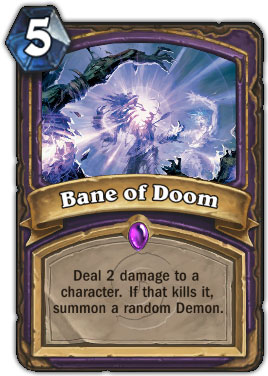 5
Bane of Doom
Deal 2 damage to a
character. If that kills it,
summon a random Demon.